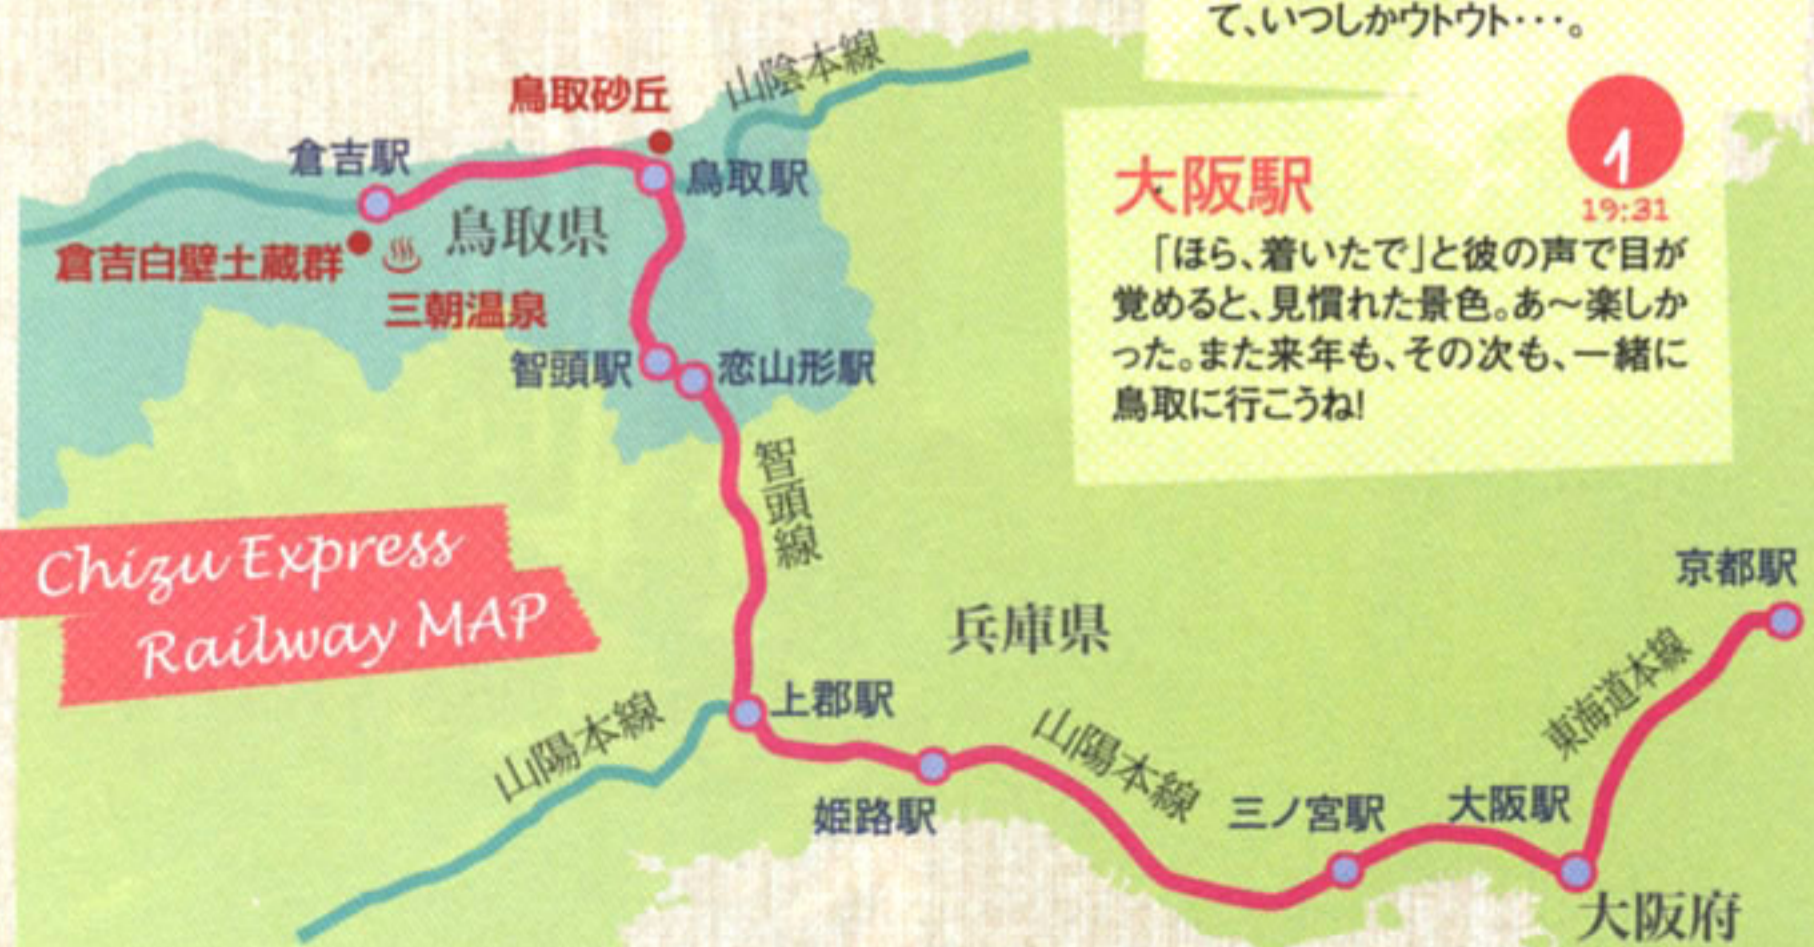 て、いつしかウトウト・・・。
山陰本線
鳥取砂丘
倉吉駅
鳥取駅
鳥取県
倉吉白壁土蔵群
三朝温泉
智頭駅
恋山形駅
智頭線
1
大阪駅
19:31
「ほら、着いたで」と彼の声で目が
覚めると、見慣れた景色。あ～楽しか
った。また来年も、その次も、一緒に
鳥取に行こうね!
Chizu Express
Railway MAP
兵庫県
京都駅
東海道本線
上郡駅
山陽本線
山陽本線
姫路駅
三ノ宮駅
大阪駅
大阪府